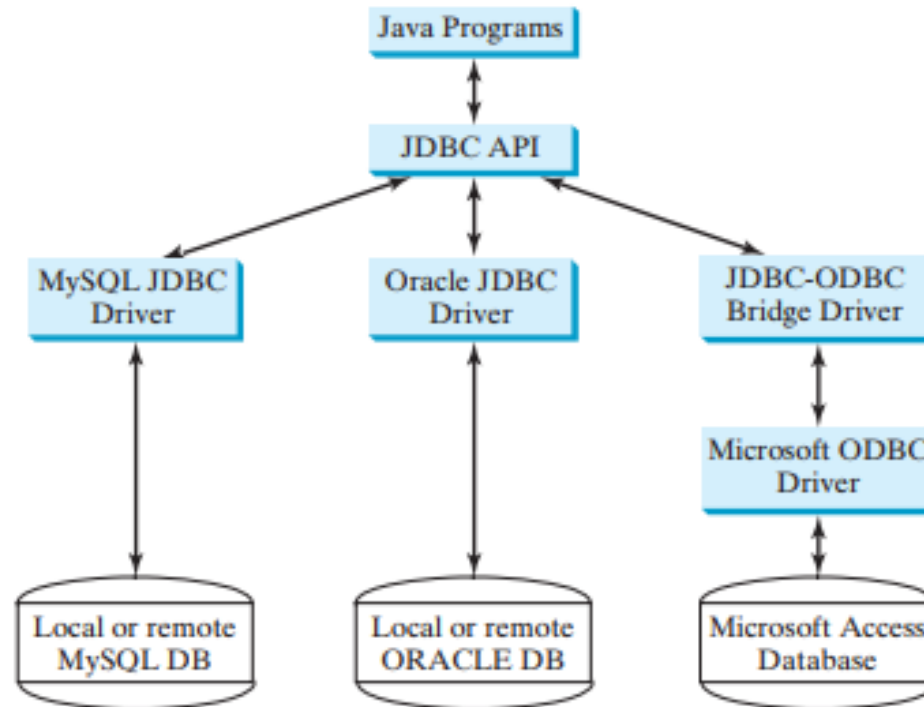 Java Programs
JDBC API
MySQL JDBC
Driver
Oracle JDBC
Driver
JDBC-ODBC
Bridge Driver
Microsoft ODBC
Driver
Local or remote
MySQL DB
Local or remote
ORACLE DB
Microsoft Access
Database